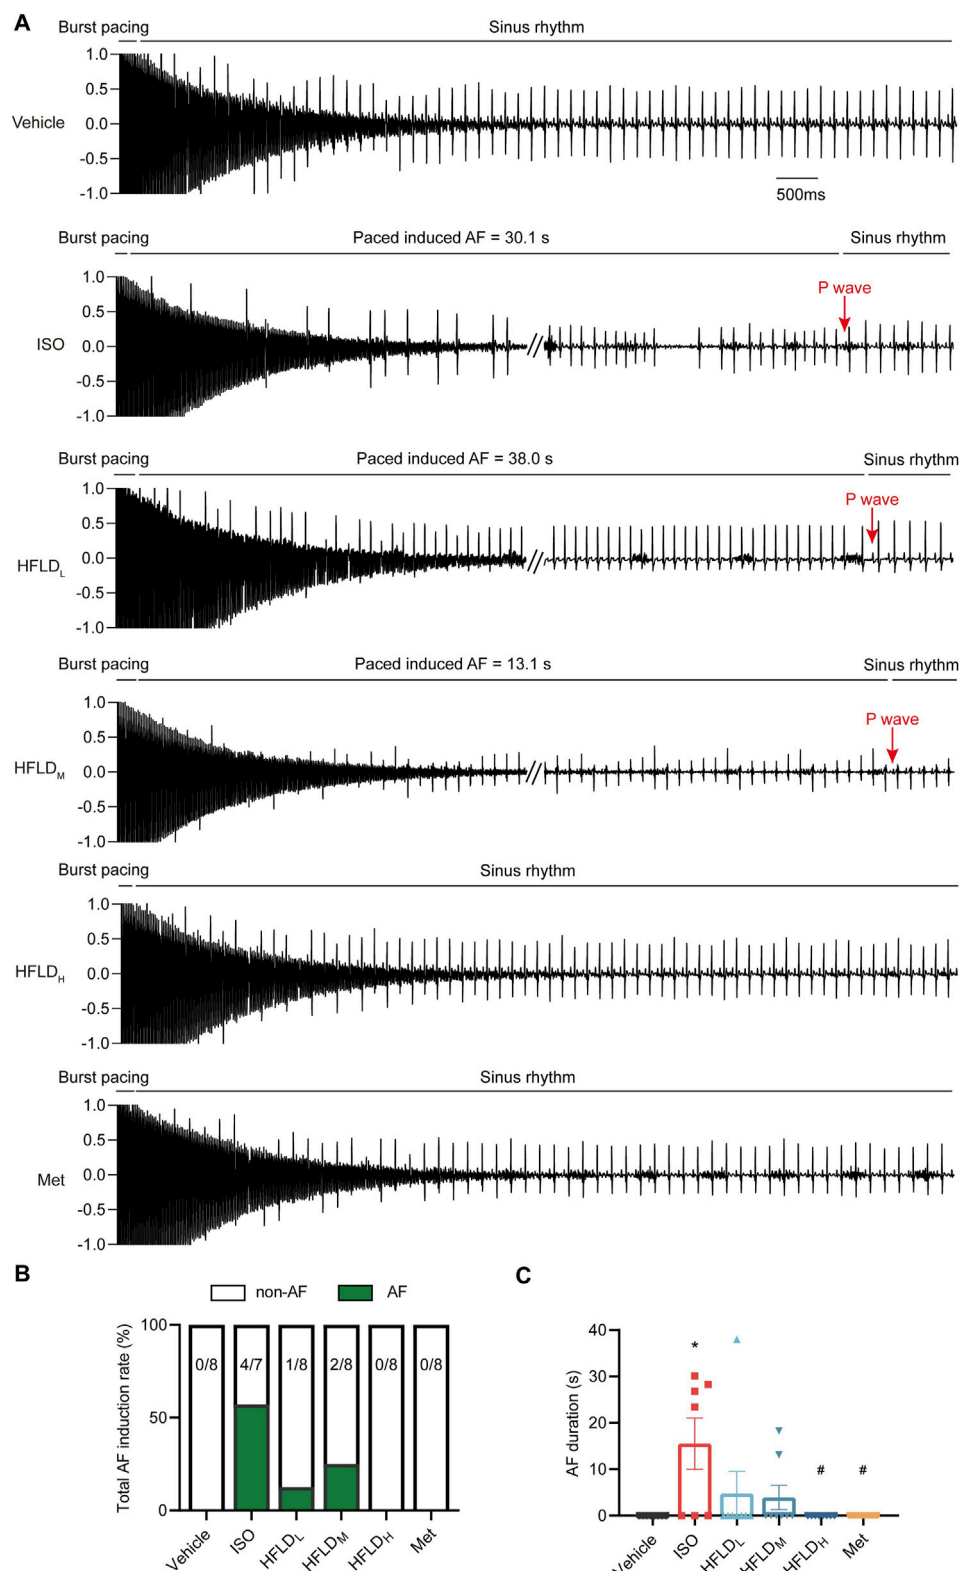 A
Burst pacing Sinus rhythm
1.0
0.5
Vehicle 0.0
-0.5
-1.0
500ms
Burst pacing Paced induced AF = 30.1 s Sinus rhythm
1.0
P wave
0.5
ISO 0.0
-0.5
-1.0
Burst pacing Paced induced AF = 38.0 s Sinus rhythm
1.0
P wave
0.5
HFLDL 0.0
-0.5
-1.0
Burst pacing Paced induced AF = 13.1 s Sinus rhythm
1.0
P wave
0.5
HFLDM 0.0
-0.5
-1.0
Burst pacing Sinus rhythm
1.0
0.5
HFLDH 0.0
-0.5
-1.0
Burst pacing Sinus rhythm
1.0
0.5
Met 0.0
-0.5
-1.0
B
non-AF AF
Total AF induction rate (%)
100
50
0
0/8 4/7 1/8 2/8 0/8 0/8
Vehicle ISO HFLDL HFLDM HFLDH Met
C
AF duration (s)
40
30
20
10
0
* # #
Vehicle ISO HFLDL HFLDM HFLDH Met